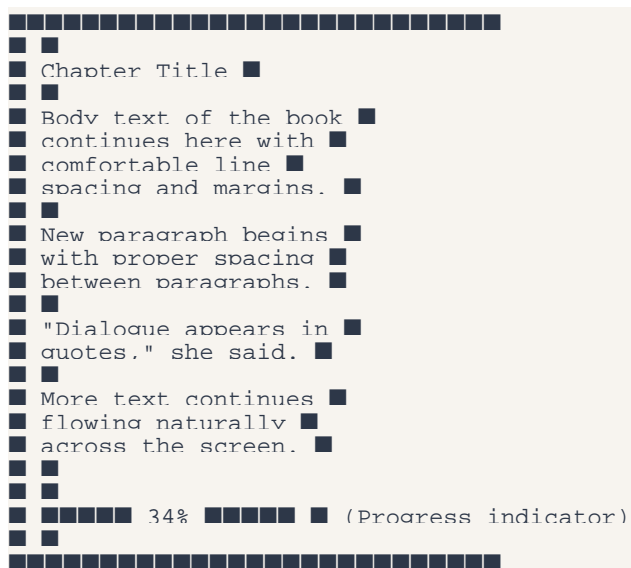 ■■■■■■■■■■■■■■■■■■■■■■■■■■■
■ ■
■ Chapter Title ■
■ ■
■ Body text of the book ■
■ continues here with ■
■ comfortable line ■
■ spacing and margins. ■
■ ■
■ New paragraph begins ■
■ with proper spacing ■
■ between paragraphs. ■
■ ■
■ "Dialogue appears in ■
■ quotes," she said. ■
■ ■
■ More text continues ■
■ flowing naturally ■
■ across the screen. ■
■ ■
■ ■
■ ■■■■■ 34% ■■■■■ ■ (Progress indicator)
■ ■
■■■■■■■■■■■■■■■■■■■■■■■■■■■